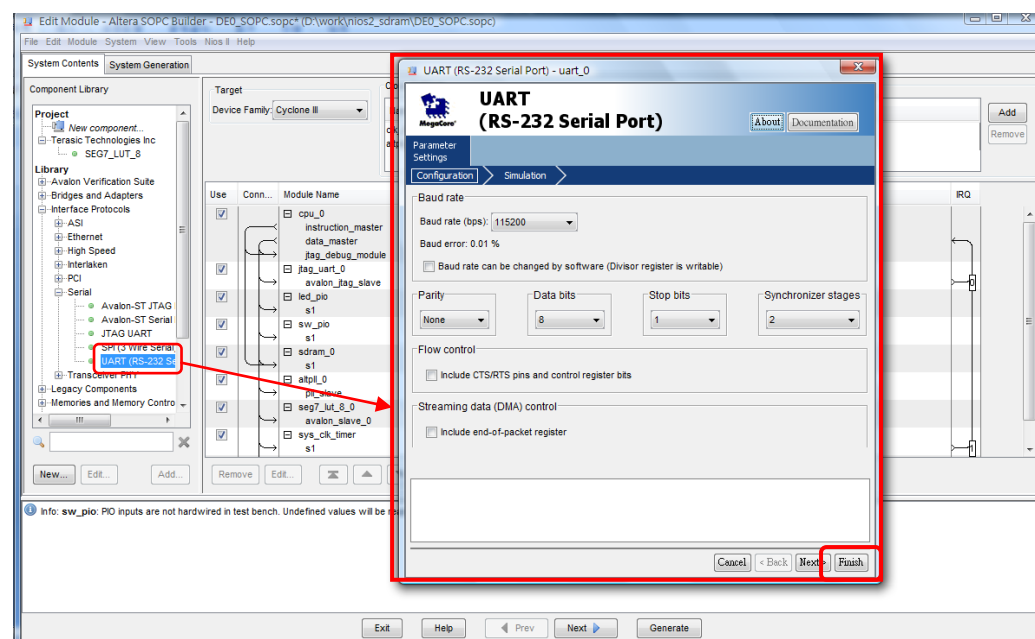 Edit Module - Altera SOPC Builder - DE0_SOPC.sopc* (D:\work\nios2_sdram\DE0_SOPC.sopc)
File Edit Module System View Tools Nios II Help
System Contents System Generation
Component Library
Project
New component...
Terasic Technologies Inc
SEG7_LUT_8
Library
Avalon Verification Suite
Bridges and Adapters
Interface Protocols
ASI
Ethernet
High Speed
Interlaken
PCI
Serial
Avalon-ST JTAG
Avalon-ST Serial
JTAG UART
SPI (3 Wire Serial
UART (RS-232 Se
Transceiver PHY
Legacy Components
Memories and Memory Contro
New... Edit... Add...
Target
Device Family: Cyclone III
Add
Remove
Use Conn... Module Name IRQ
cpu_0
instruction_master
data_master
jtag_debug_module
jtag_uart_0
avalon_jtag_slave
0
led_pio
s1
sw_pio
s1
sdram_0
s1
altpll_0
pll_slave
seg7_lut_8_0
avalon_slave_0
sys_clk_timer
s1
1
Remove Edit...
UART (RS-232 Serial Port) - uart_0
MegaCore'
UART
(RS-232 Serial Port)
About Documentation
Parameter
Settings
Configuration Simulation
Baud rate
Baud rate (bps): 115200
Baud error: 0.01 %
Baud rate can be changed by software (Divisor register is writable)
Parity Data bits Stop bits Synchronizer stages
None 8 1 2
Flow control
Include CTS/RTS pins and control register bits
Streaming data (DMA) control
Include end-of-packet register
Cancel < Back Next > Finish
Info: sw_pio: PIO inputs are not hardwired in test bench. Undefined values will be
Exit Help Prev Next Generate